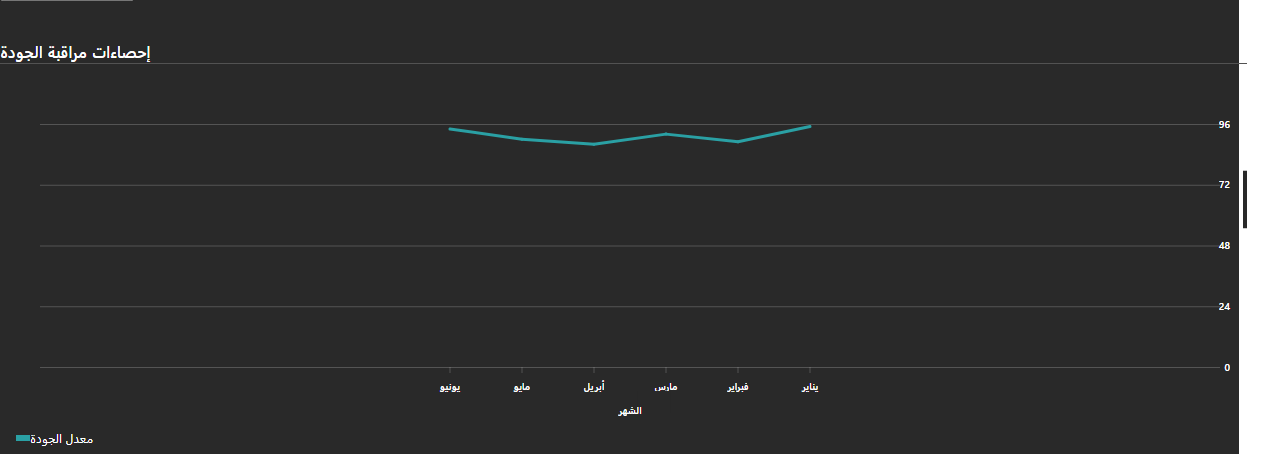 إحصاءات مراقبة الجودة
96
72
48
24
0
يناير فبراير مارس أبريل مايو يونيو
الشهر
معدل الجودة